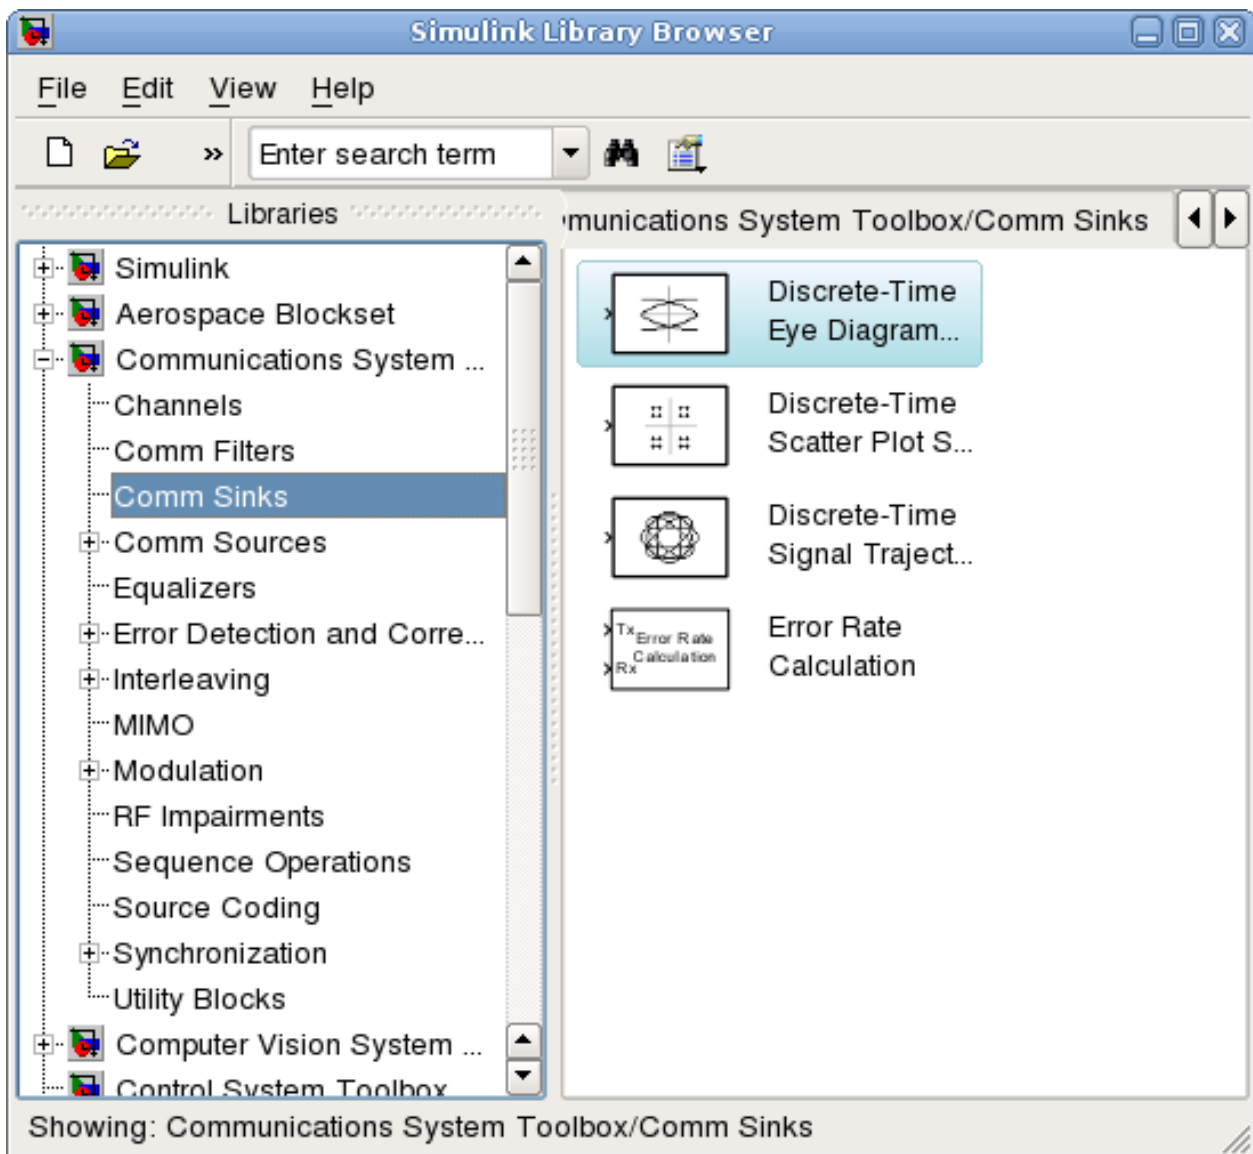 Simulink Library Browser
File Edit View Help
» Enter search term
Libraries
munications System Toolbox/Comm Sinks
Simulink
Aerospace Blockset
Communications System ...
Channels
Comm Filters
Comm Sinks
Comm Sources
Equalizers
Error Detection and Corre...
Interleaving
MIMO
Modulation
RF Impairments
Sequence Operations
Source Coding
Synchronization
Utility Blocks
Computer Vision System ...
Control System Toolbox
Discrete-Time
Eye Diagram...
Discrete-Time
Scatter Plot S...
Discrete-Time
Signal Traject...
Tx
Error Rate
Calculation
Rx
Error Rate
Calculation
Showing: Communications System Toolbox/Comm Sinks